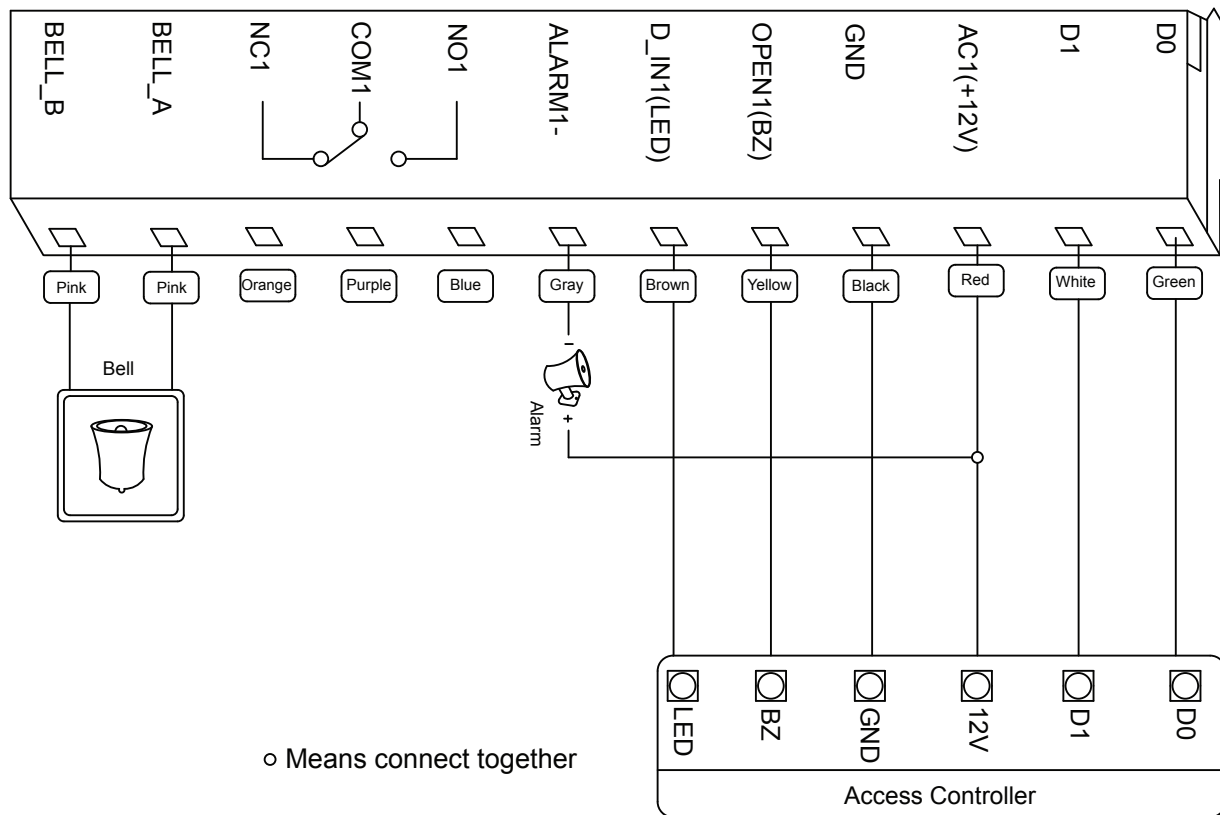 BELL_B
BELL_A
NC1
COM1
NO1
ALARM1-
D_IN1(LED)
OPEN1(BZ)
GND
AC1(+12V)
D1
D0
Pink
Pink
Orange
Purple
Blue
Gray
Brown
Yellow
Black
Red
White
Green
Bell
−
+
Alarm
LED
BZ
GND
12V
D1
D0
Means connect together
Access Controller